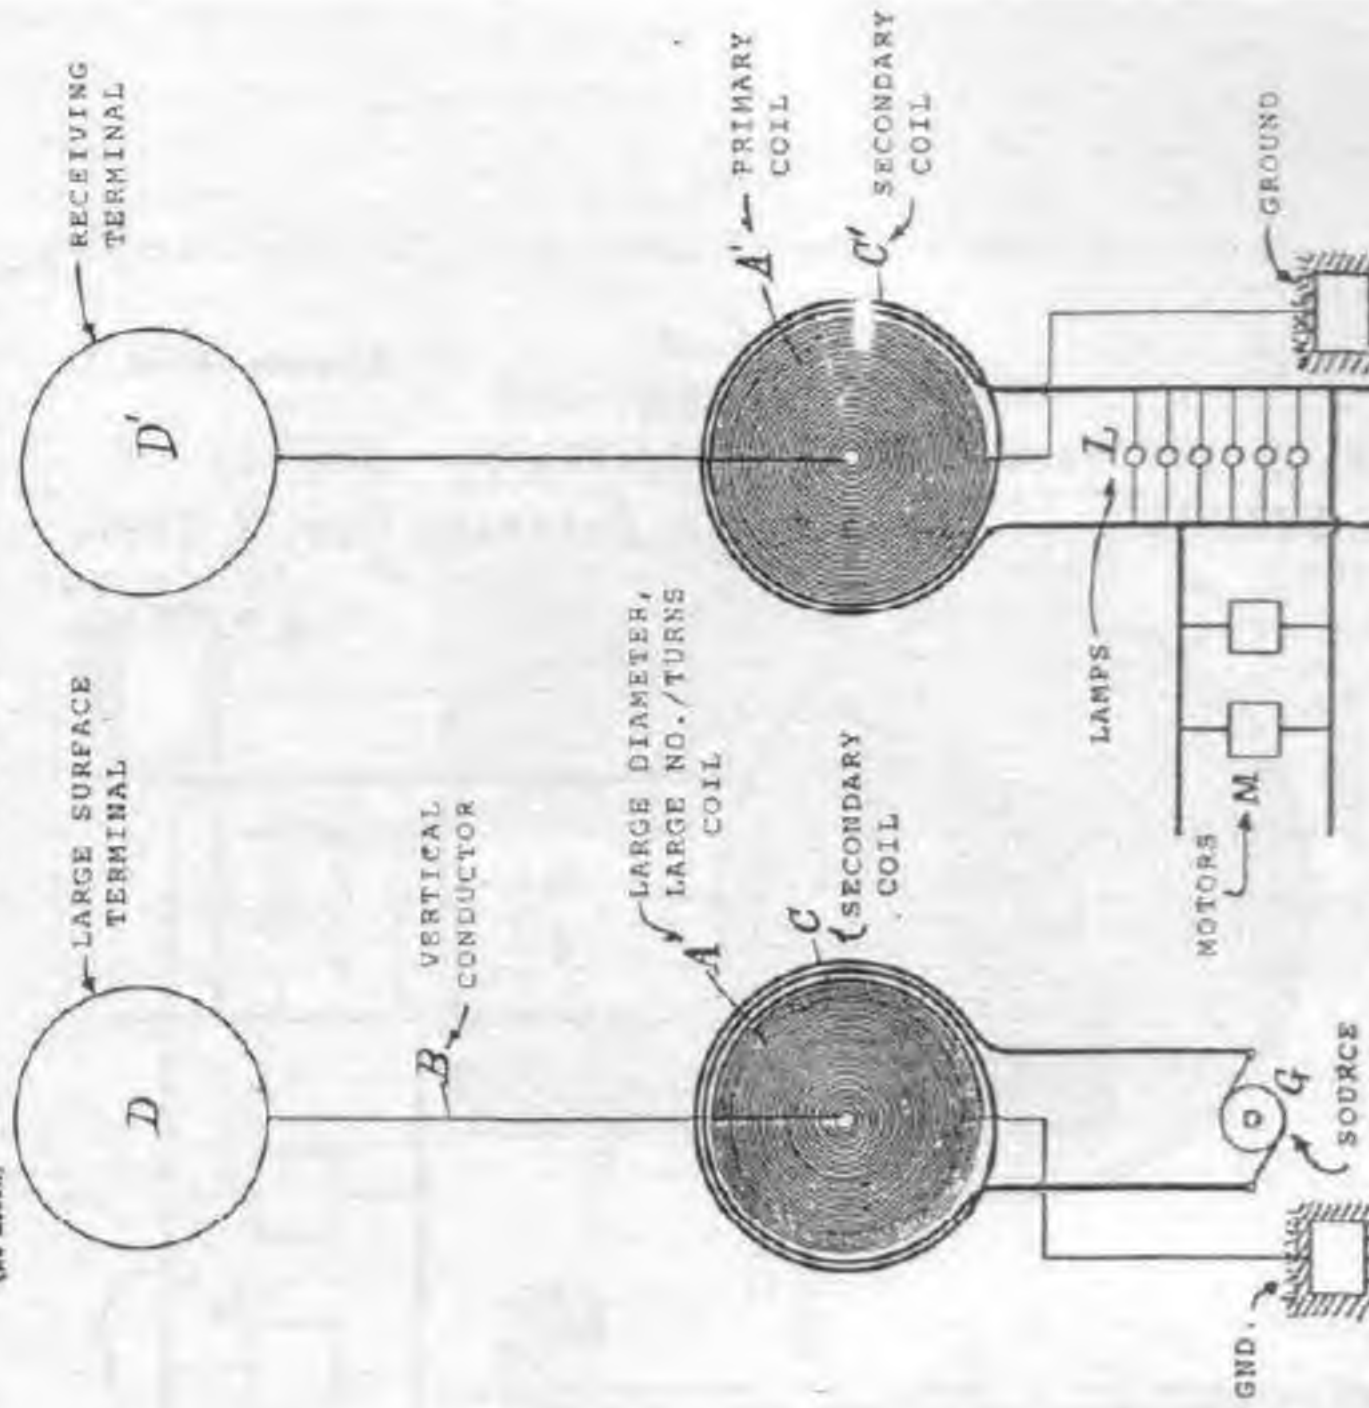 RECEIVING
TERMINAL
D'
A' PRIMARY
COIL
C' SECONDARY
COIL
GROUND
LAMPS L
LARGE SURFACE
TERMINAL
D
VERTICAL
B CONDUCTOR
LARGE DIAMETER,
LARGE NO./TURNS
COIL
A
C
SECONDARY
COIL
MOTORS M
G
SOURCE
GND.